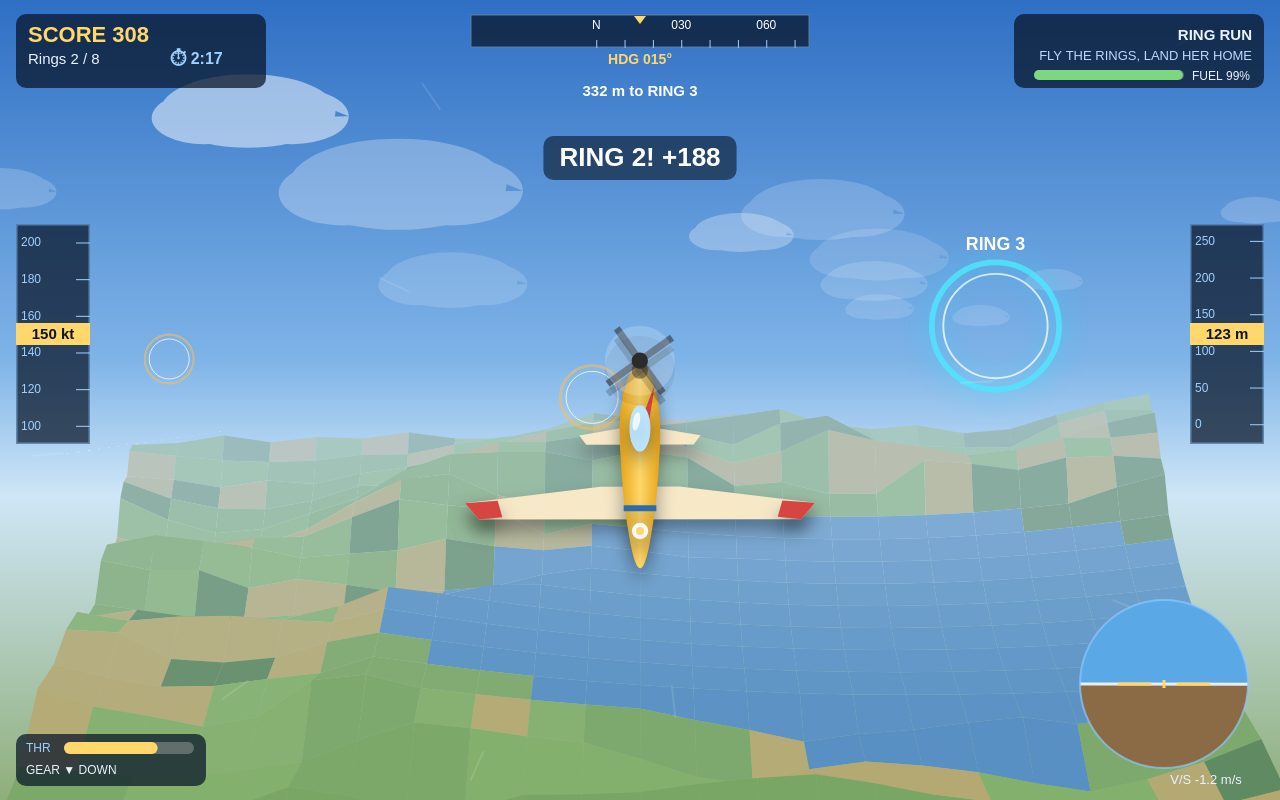 SCORE 308
Rings 2 / 8
⏱ 2:17
N 030 060
HDG 015°
332 m to RING 3
RING RUN
FLY THE RINGS, LAND HER HOME
FUEL 99%
RING 2! +188
RING 3
200
180
160
150 kt
140
120
100
250
200
150
123 m
100
50
0
THR
GEAR ▼ DOWN
V/S -1.2 m/s